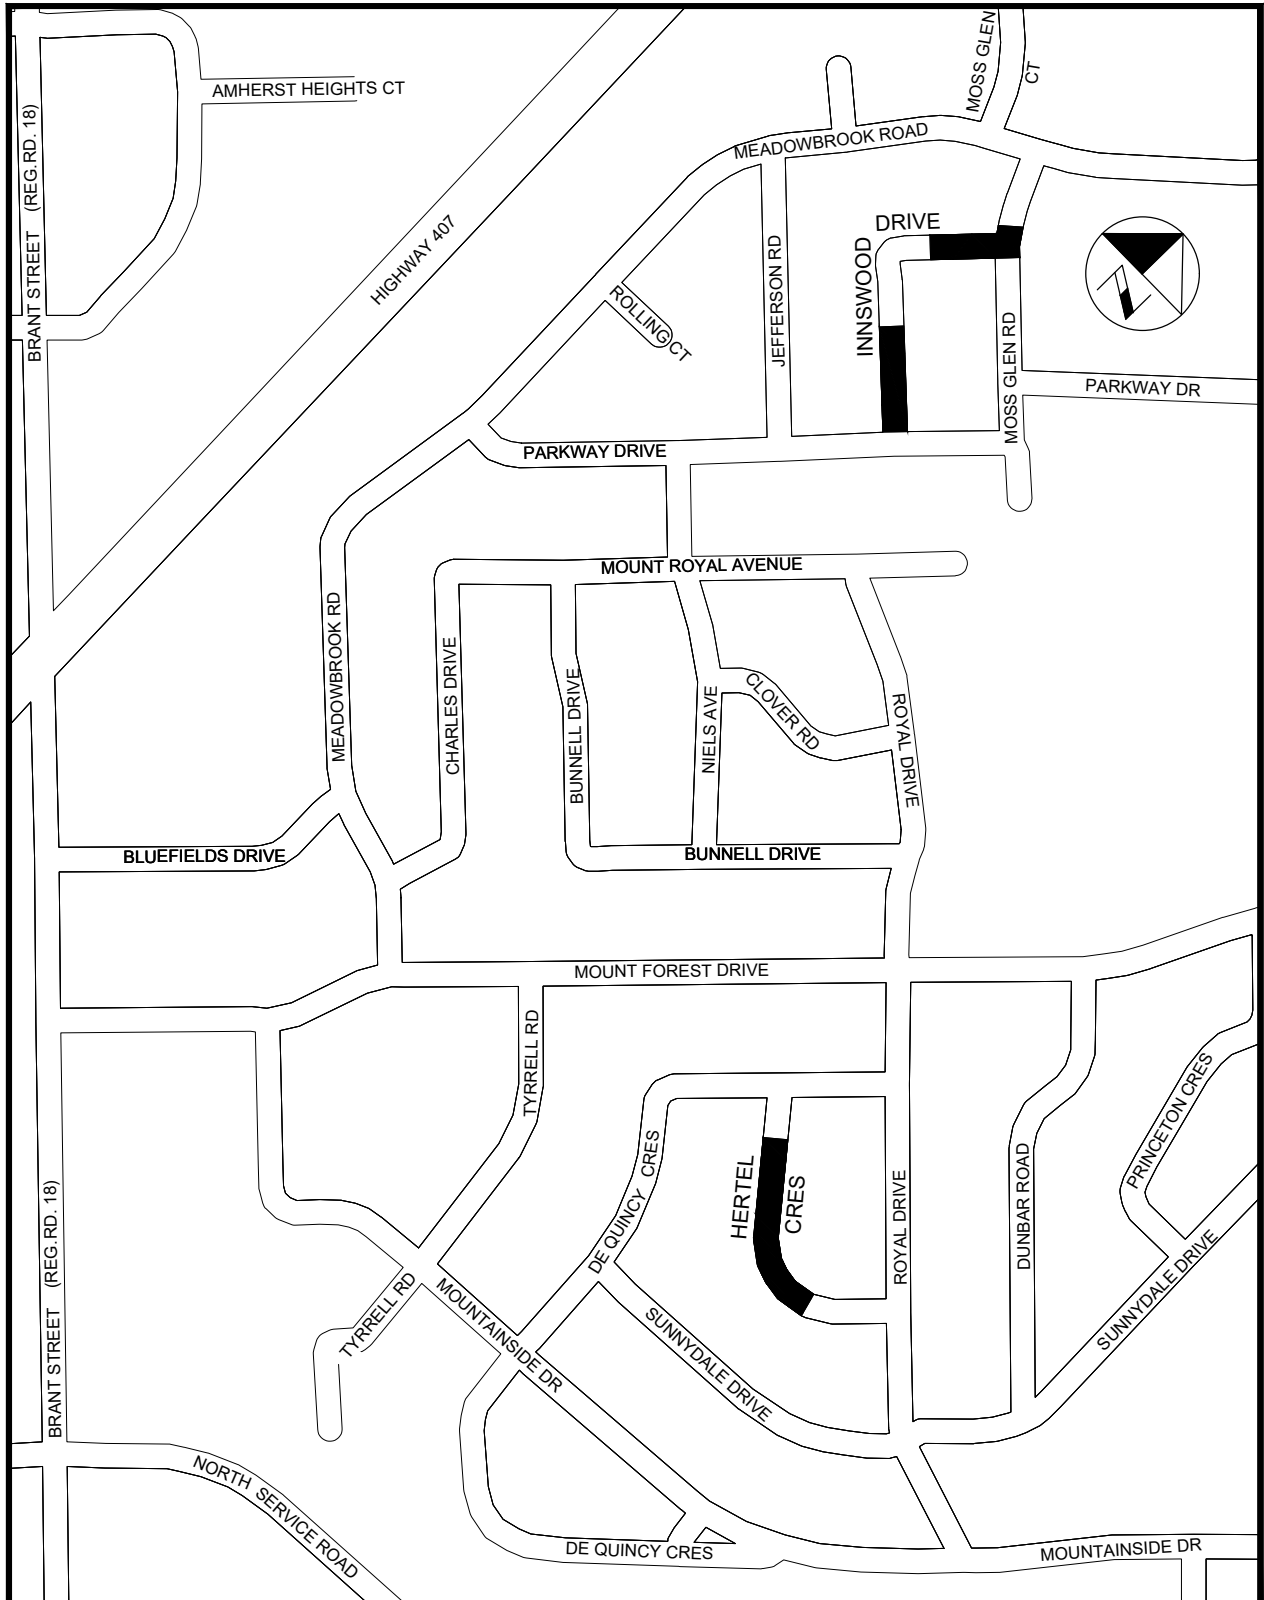 MOSS GLEN
CT
AMHERST HEIGHTS CT
MEADOWBROOK ROAD
BRANT STREET (REG.RD. 18)
HIGHWAY 407
DRIVE
INNSWOOD
JEFFERSON RD
ROLLING CT
MOSS GLEN RD
PARKWAY DR
PARKWAY DRIVE
MOUNT ROYAL AVENUE
MEADOWBROOK RD
CHARLES DRIVE
BUNNELL DRIVE
NIELS AVE
CLOVER RD
ROYAL DRIVE
BLUEFIELDS DRIVE
BUNNELL DRIVE
MOUNT FOREST DRIVE
TYRRELL RD
PRINCETON CRES
DE QUINCY CRES
HERTEL
CRES
ROYAL DRIVE
DUNBAR ROAD
BRANT STREET (REG.RD. 18)
SUNNYDALE DRIVE
TYRRELL RD
MOUNTAINSIDE DR
SUNNYDALE DRIVE
NORTH SERVICE ROAD
DE QUINCY CRES
MOUNTAINSIDE DR